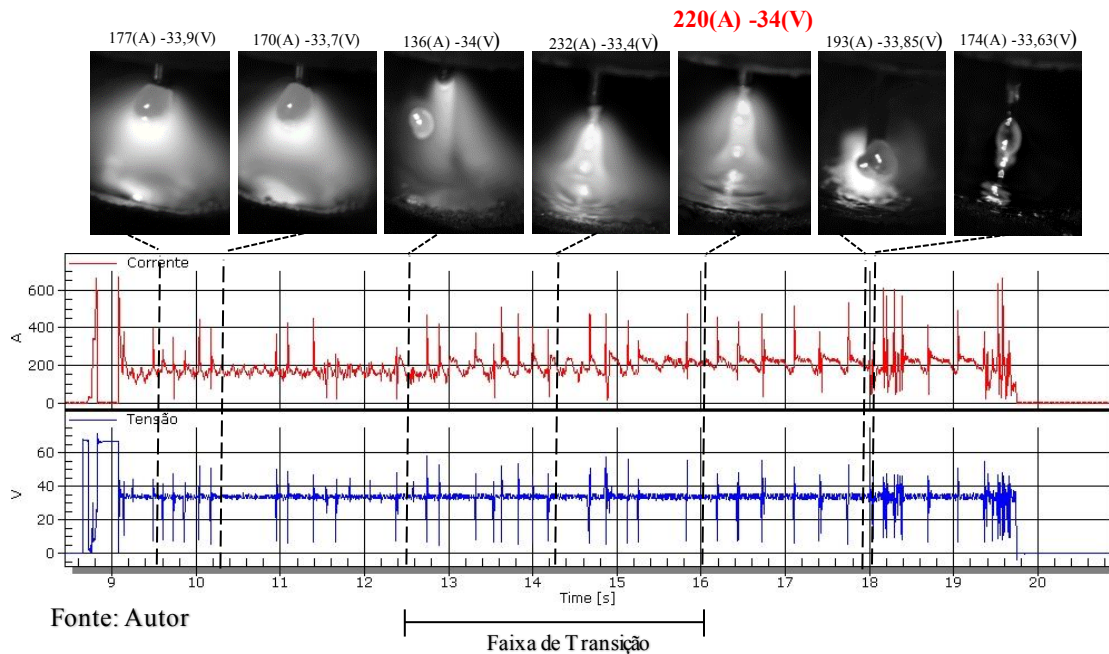 220(A) -34(V)
177(A) -33,9(V) 170(A) -33,7(V) 136(A) -34(V) 232(A) -33,4(V) 193(A) -33,85(V) 174(A) -33,63(V)
Corrente
600
400
200
0
A
Tensão
60
40
20
0
V
9 10 11 12 13 14 15 16 17 18 19 20
Time [s]
Fonte: Autor
Faixa de Transição